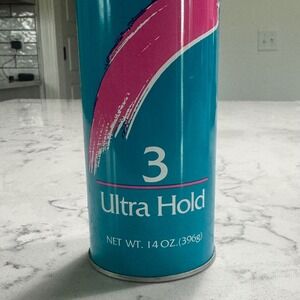 3
Ultra Hold
NET WT. 14 OZ.(396g)